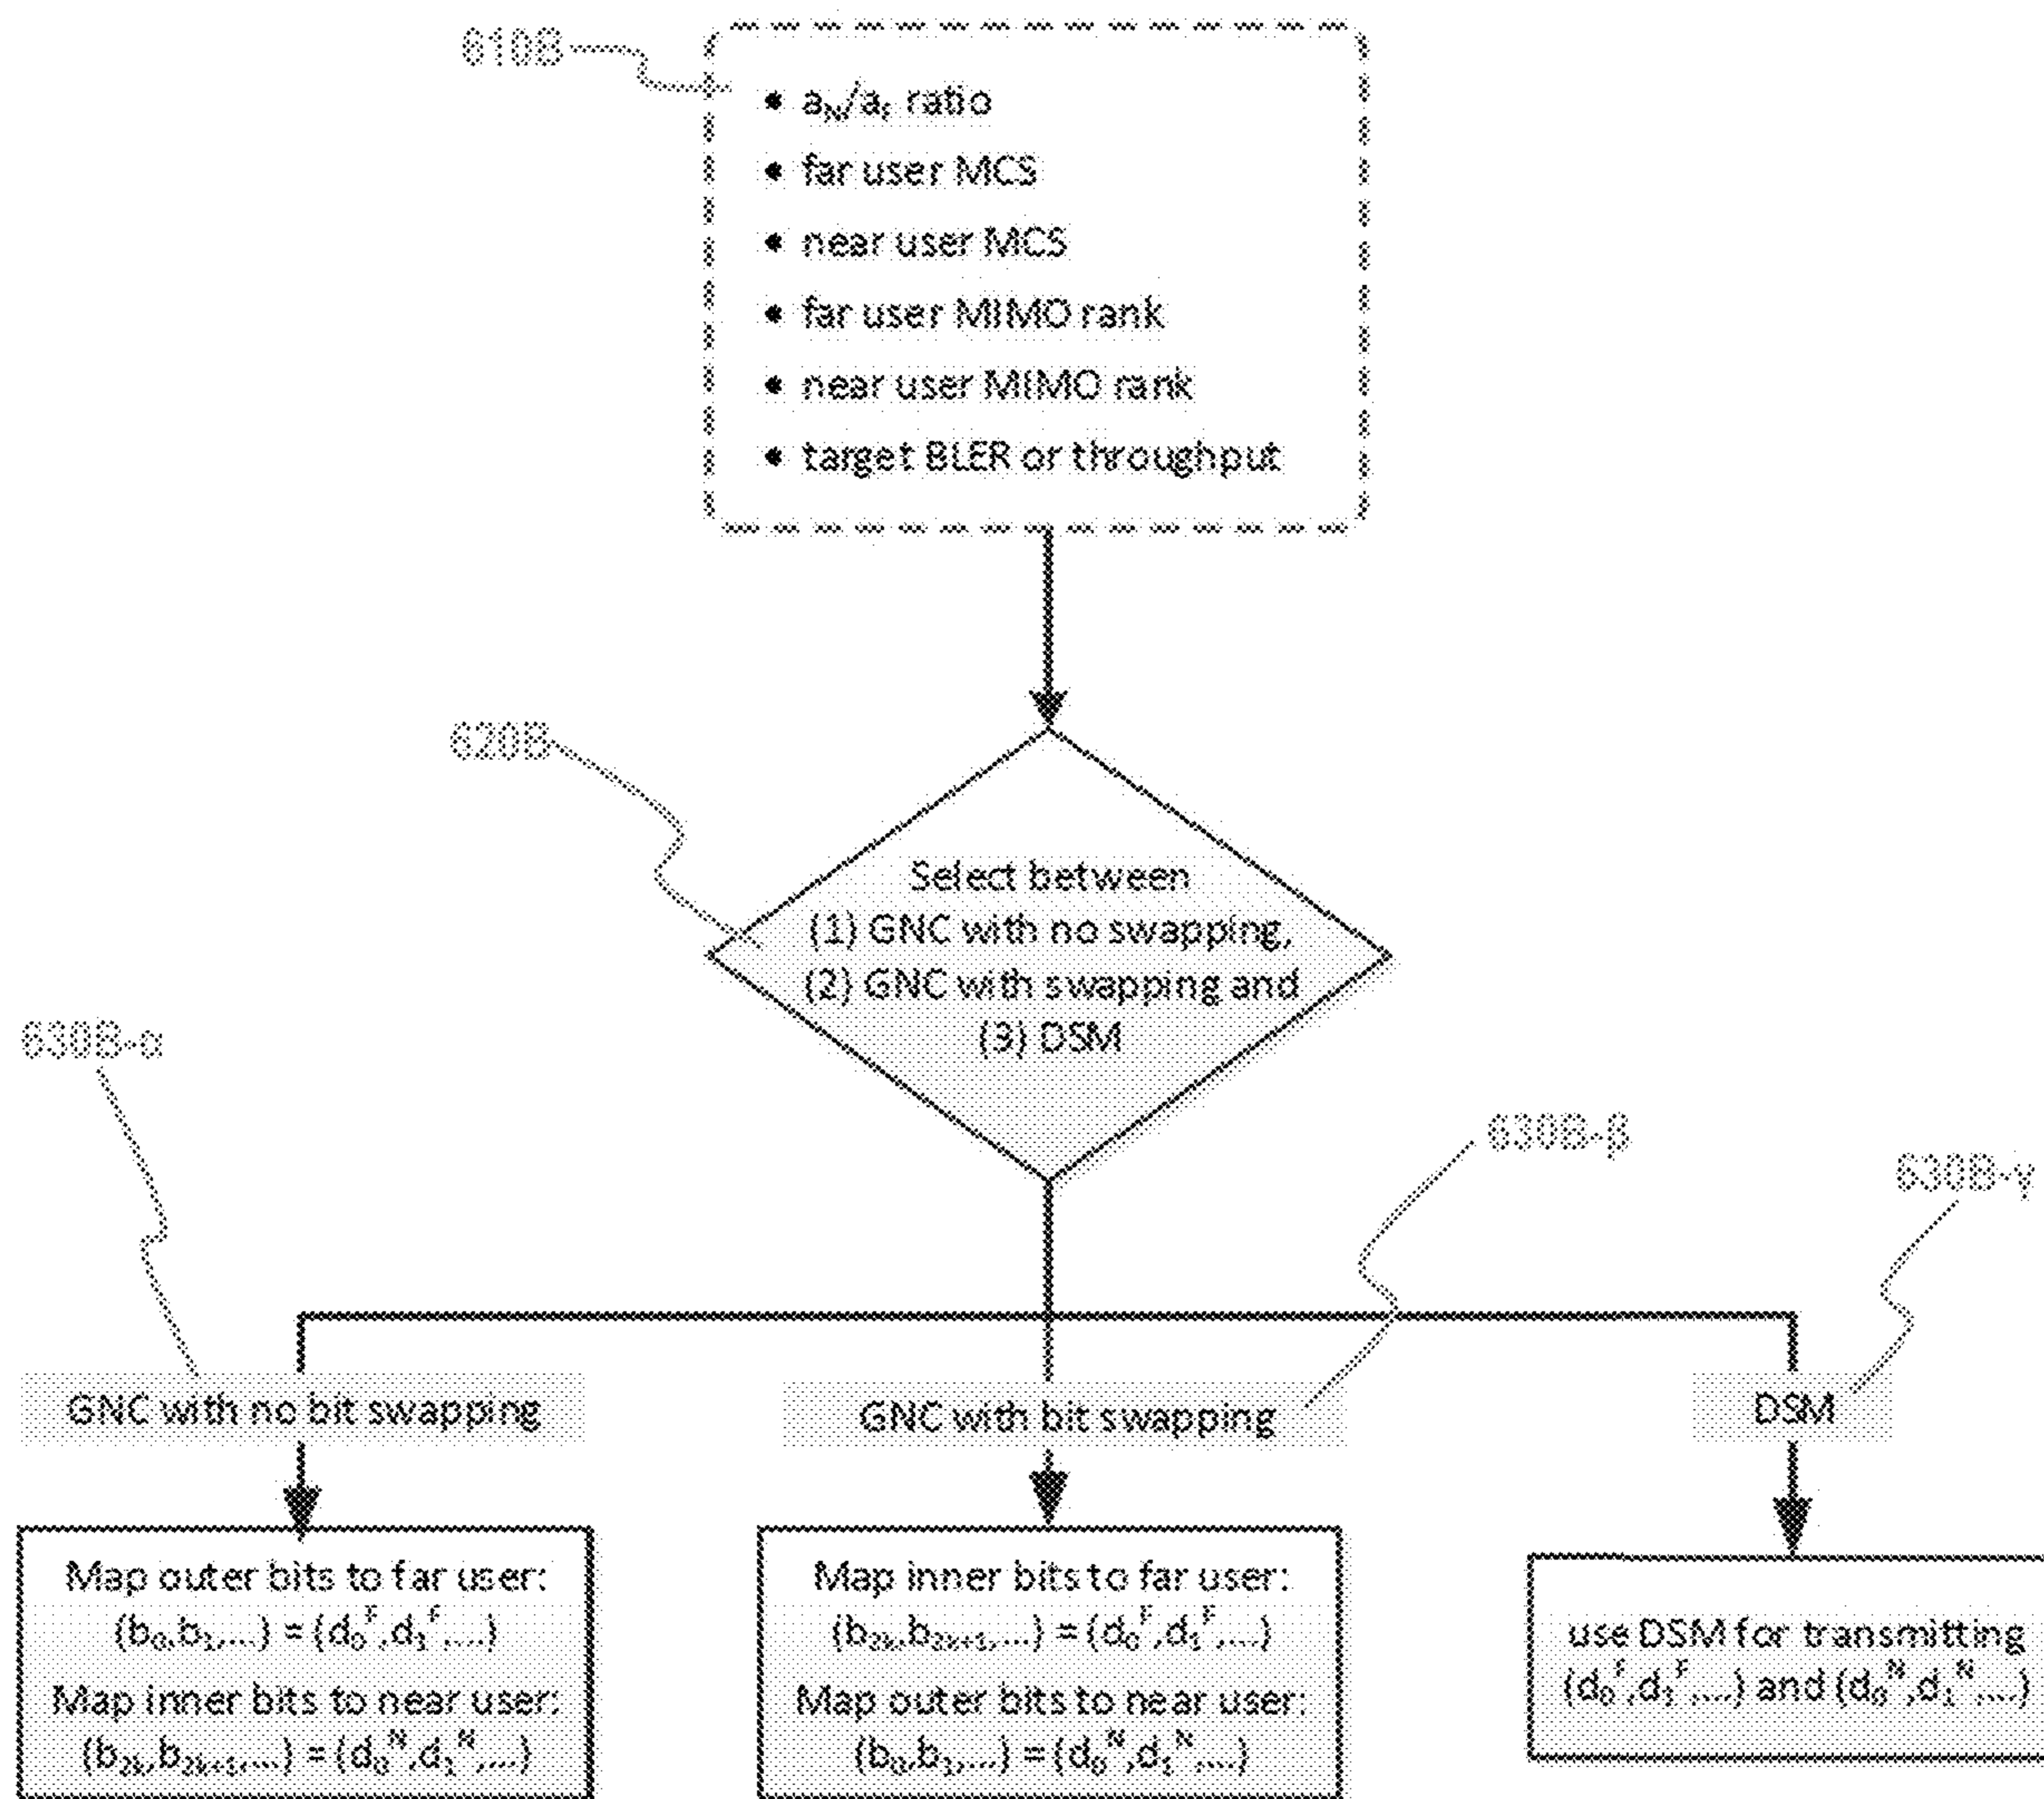 610B
• aN/af ratio
• far user MCS
• near user MCS
• far user MIMO rank
• near user MIMO rank
• target BLER or throughput
620B
Select between
(1) GNC with no swapping,
(2) GNC with swapping and
(3) DSM
630B-α
630B-β
630B-γ
GNC with no bit swapping
GNC with bit swapping
DSM
Map outer bits to far user:
(b₀,b₁,...) = (d₀ᶠ,d₁ᶠ,....)
Map inner bits to near user:
(b₂ₖ,b₂ₖ₊₁,...) = (d₀ᴺ,d₁ᴺ,....)
Map inner bits to far user:
(b₂ₖ,b₂ₖ₊₁,...) = (d₀ᶠ,d₁ᶠ,....)
Map outer bits to near user:
(b₀,b₁,...) = (d₀ᴺ,d₁ᴺ,....)
use DSM for transmitting
(d₀ᶠ,d₁ᶠ,....) and (d₀ᴺ,d₁ᴺ,....)